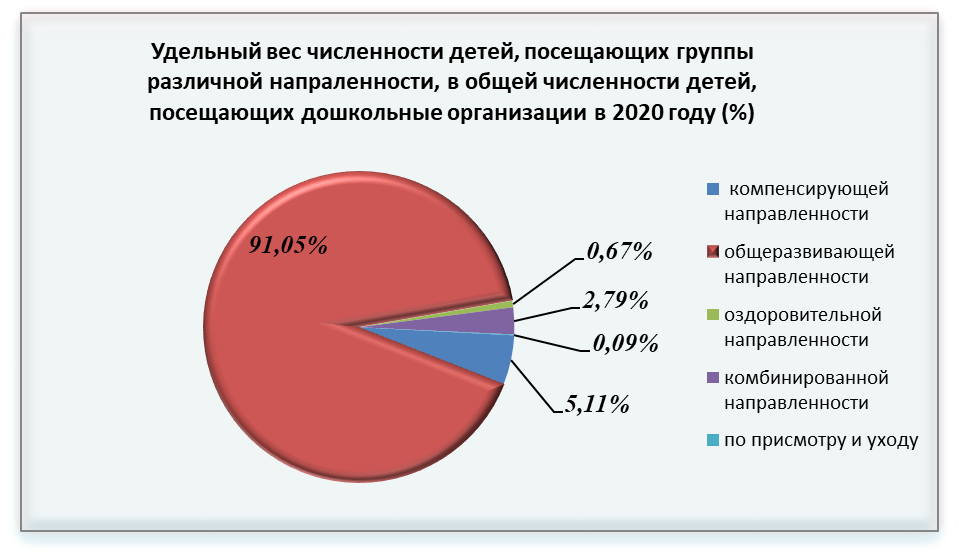 Удельный вес численности детей, посещающих группы
различной напраленности, в общей численности детей,
посещающих дошкольные организации в 2020 году (%)
91,05%
0,67%
2,79%
0,09%
5,11%
компенсирующей
направленности
общеразвивающей
направленности
оздоровительной
направленности
комбинированной
направленности
по присмотру и уходу